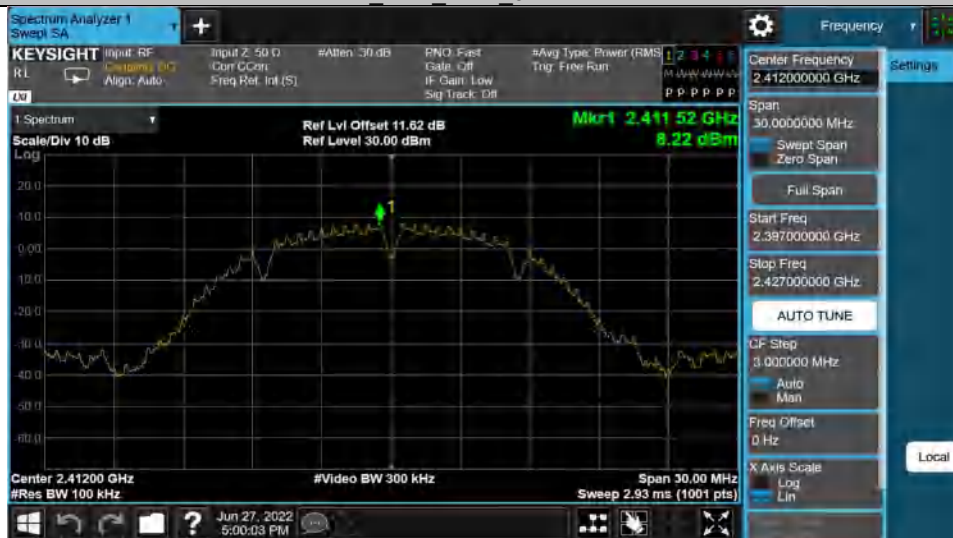 Spectrum Analyzer 1
Swept SA
+
Frequency
KEYSIGHT
Input: RF
Input Z: 50 Ω
#Atten: 30 dB
PNO: Fast
#Avg Type: Power (RMS
1 2 3 4 5 6
RL
Coupling: DC
Corr CCorr
Gate: Off
Trig: Free Run
Align: Auto
Freq Ref: Int (S)
IF Gain: Low
Sig Track: Off
P P P P P P
LXI
1 Spectrum
Ref Lvl Offset 11.62 dB
Mkr1 2.411 52 GHz
Scale/Div 10 dB
Ref Level 30.00 dBm
8.22 dBm
Log
20.0
10.0
0.00
-10.0
-20.0
-30.0
-40.0
-50.0
-60.0
1
Center 2.41200 GHz
#Video BW 300 kHz
Span 30.00 MHz
#Res BW 100 kHz
Sweep 2.93 ms (1001 pts)
?
Jun 27, 2022
5:00:03 PM
Center Frequency
2.412000000 GHz
Settings
Span
30.0000000 MHz
Swept Span
Zero Span
Full Span
Start Freq
2.397000000 GHz
Stop Freq
2.427000000 GHz
AUTO TUNE
CF Step
3.000000 MHz
Auto
Man
Freq Offset
0 Hz
X Axis Scale
Log
Lin
Local